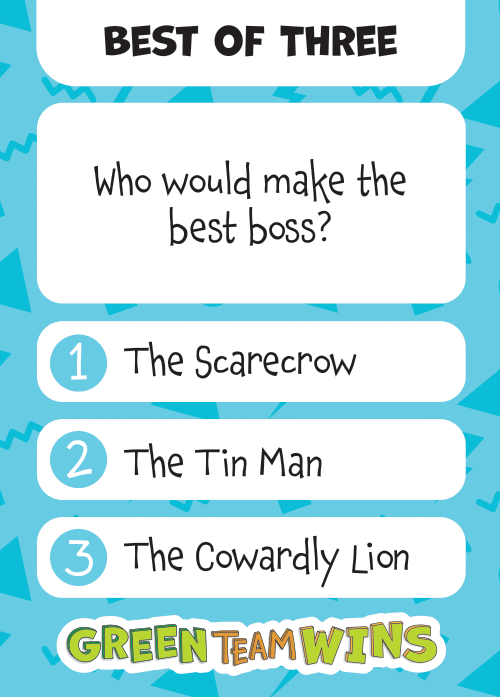 BEST OF THREE
Who would make the
best boss?
1 The Scarecrow
2 The Tin Man
3 The Cowardly Lion
GREEN TEAM WINS